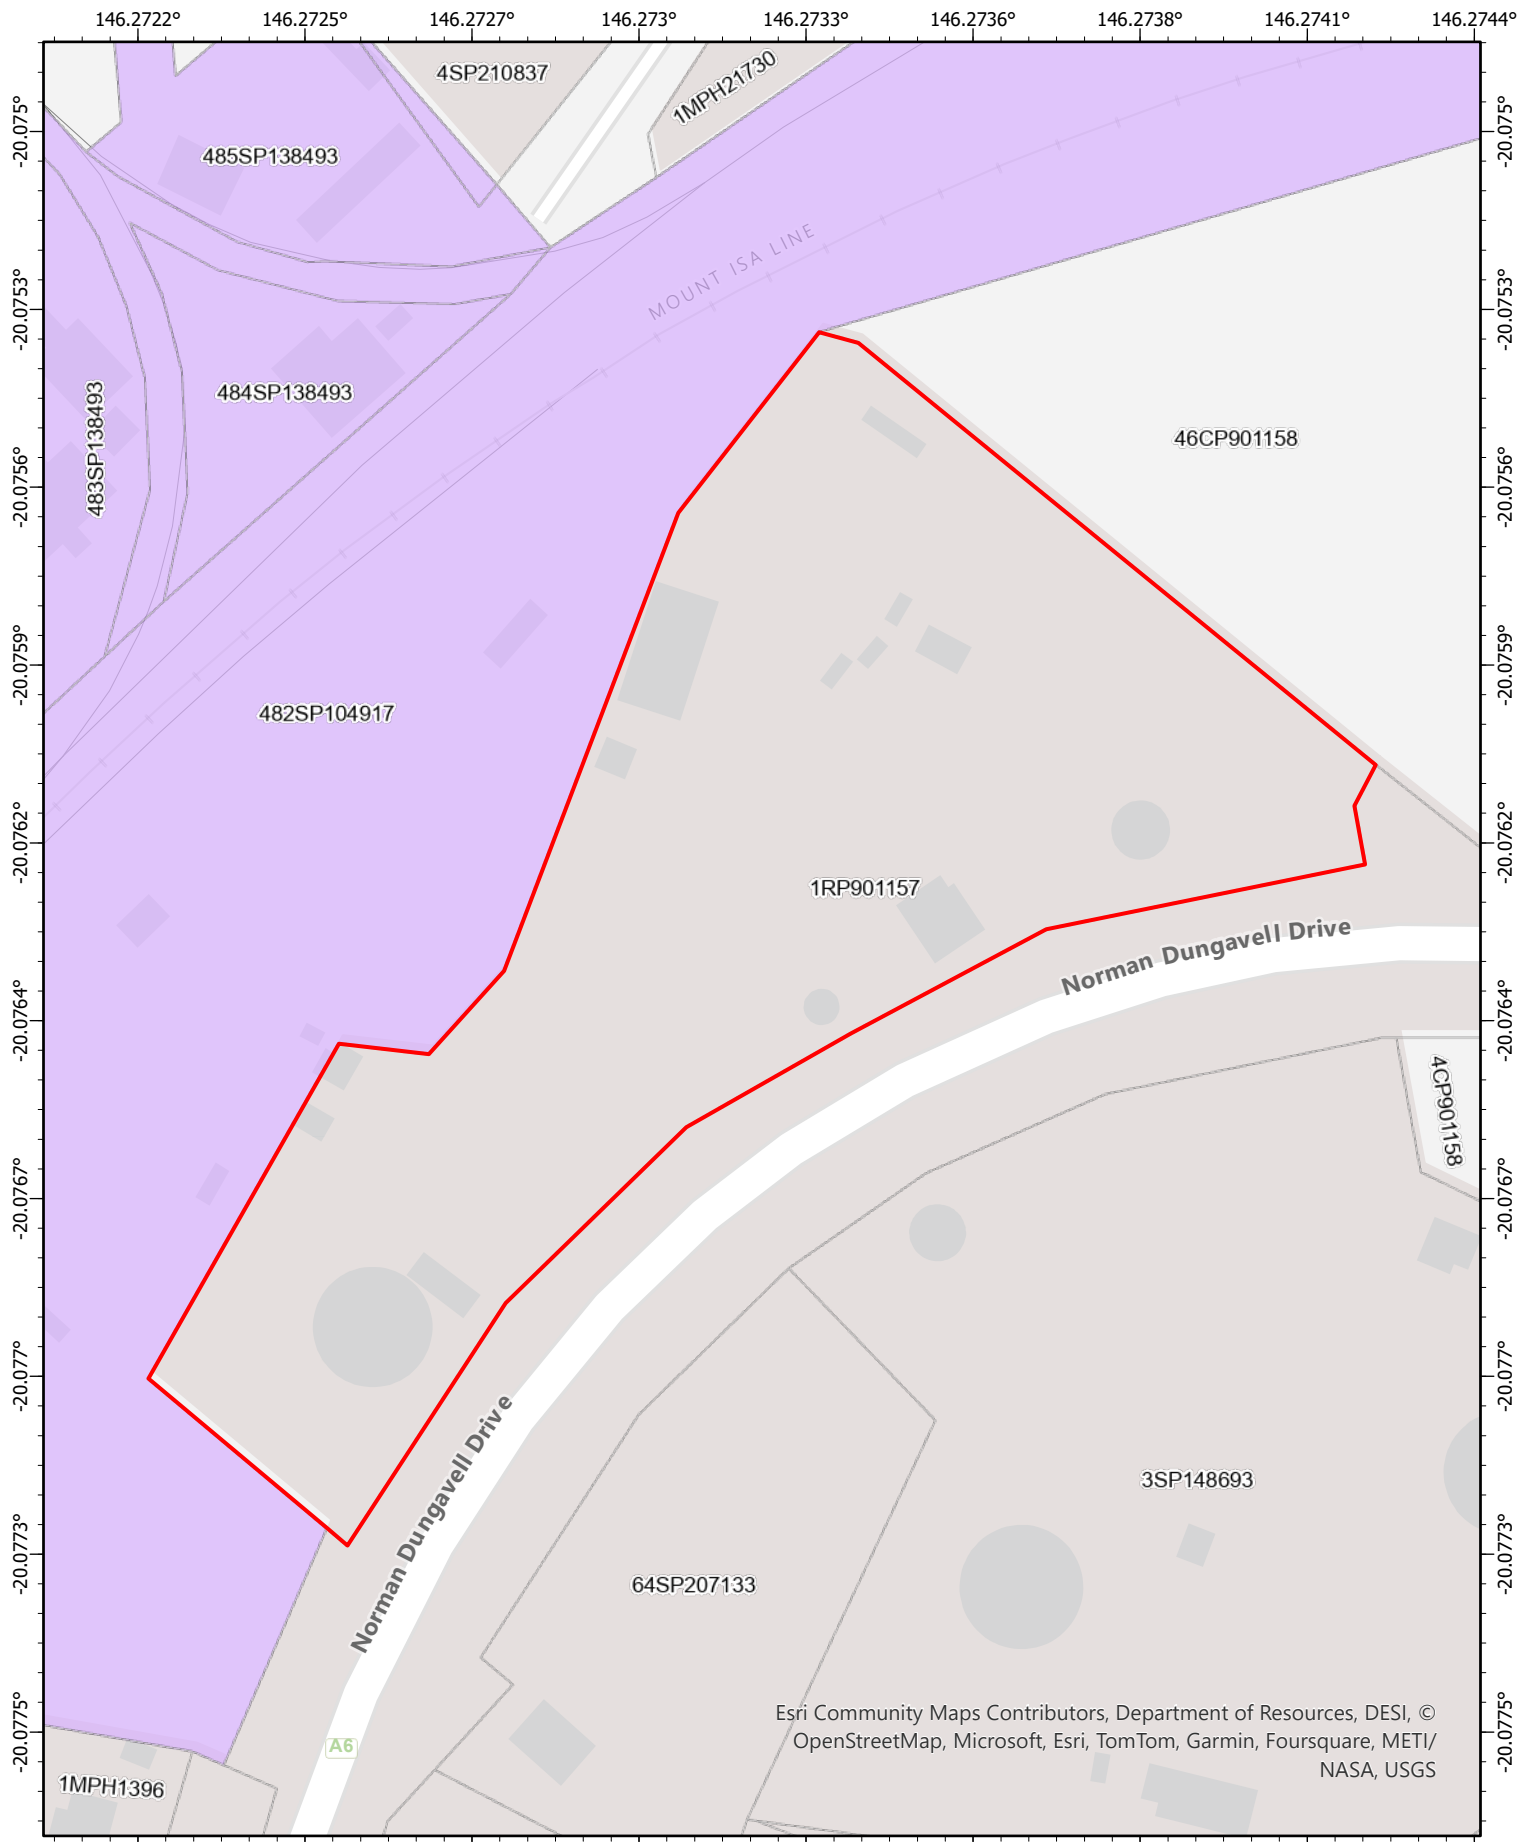 146.2722° 146.2725° 146.2727° 146.273° 146.2733° 146.2736° 146.2738° 146.2741° 146.2744°
4SP210837
1MPH21730
-20.075° -20.075°
485SP138493
MOUNT ISA LINE
-20.0753° -20.0753°
484SP138493
483SP138493
46CP901158
-20.0756° -20.0756°
-20.0759° -20.0759°
482SP104917
-20.0762° -20.0762°
1RP901157
Norman Dungavell Drive
-20.0764° -20.0764°
4CP901158
-20.0767° -20.0767°
-20.077° -20.077°
Norman Dungavell Drive
3SP148693
-20.0773° -20.0773°
64SP207133
-20.0775° -20.0775°
A6
1MPH1396
Esri Community Maps Contributors, Department of Resources, DESI, ©
OpenStreetMap, Microsoft, Esri, TomTom, Garmin, Foursquare, METI/
NASA, USGS